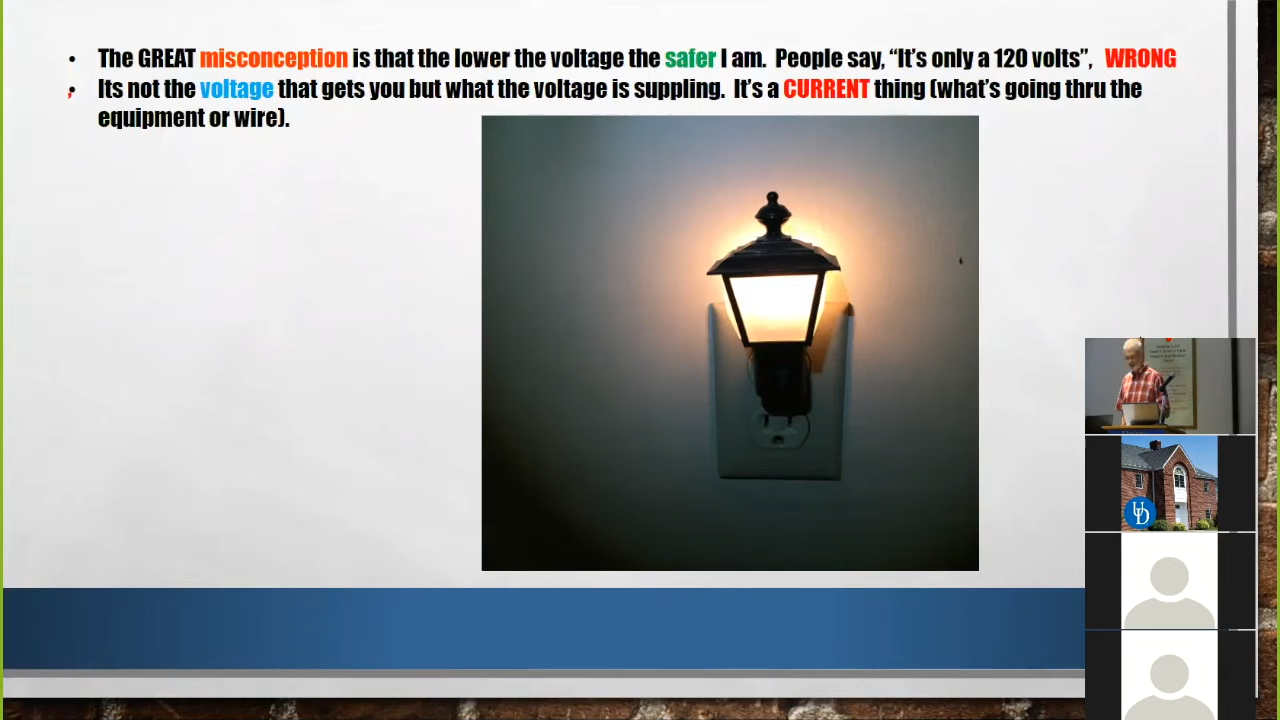 • The GREAT misconception is that the lower the voltage the safer I am. People say, “It’s only a 120 volts”, WRONG
• Its not the voltage that gets you but what the voltage is suppling. It’s a CURRENT thing (what’s going thru the
equipment or wire).
UD